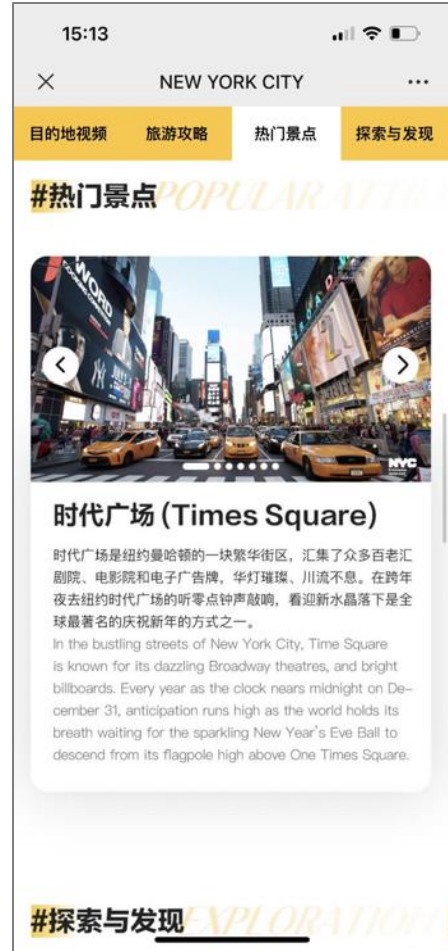 15:13
NEW YORK CITY
目的地视频 旅游攻略 热门景点 探索与发现
#热门景点 POPULAR ATTR
NYC
时代广场 (Times Square)
时代广场是纽约曼哈顿的一块繁华街区，汇集了众多百老汇
剧院、电影院和电子广告牌，华灯璀璨、川流不息。在跨年
夜去纽约时代广场的听零点钟声敲响，看迎新水晶落下是全
球最著名的庆祝新年的方式之一。
In the bustling streets of New York City, Time Square
is known for its dazzling Broadway theatres, and bright
billboards. Every year as the clock nears midnight on De-
cember 31, anticipation runs high as the world holds its
breath waiting for the sparkling New Year's Eve Ball to
descend from its flagpole high above One Times Square.
#探索与发现 EXPLORATION